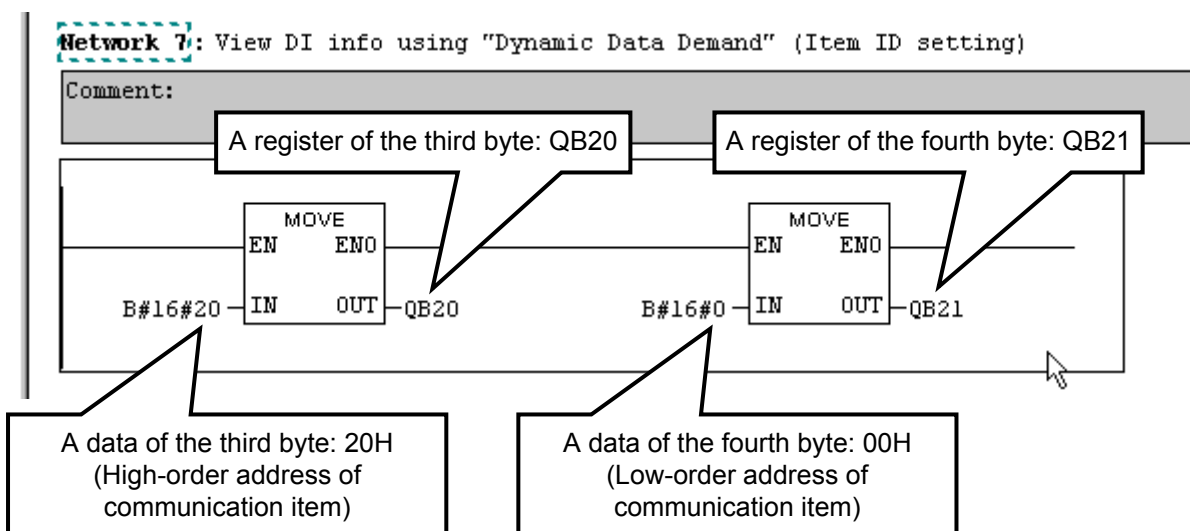 Network 7: View DI info using "Dynamic Data Demand" (Item ID setting)
Comment:
A register of the third byte: QB20
A register of the fourth byte: QB21
MOVE
EN ENO
B#16#20 IN OUT QB20
MOVE
EN ENO
B#16#0 IN OUT QB21
A data of the third byte: 20H
(High-order address of
communication item)
A data of the fourth byte: 00H
(Low-order address of
communication item)